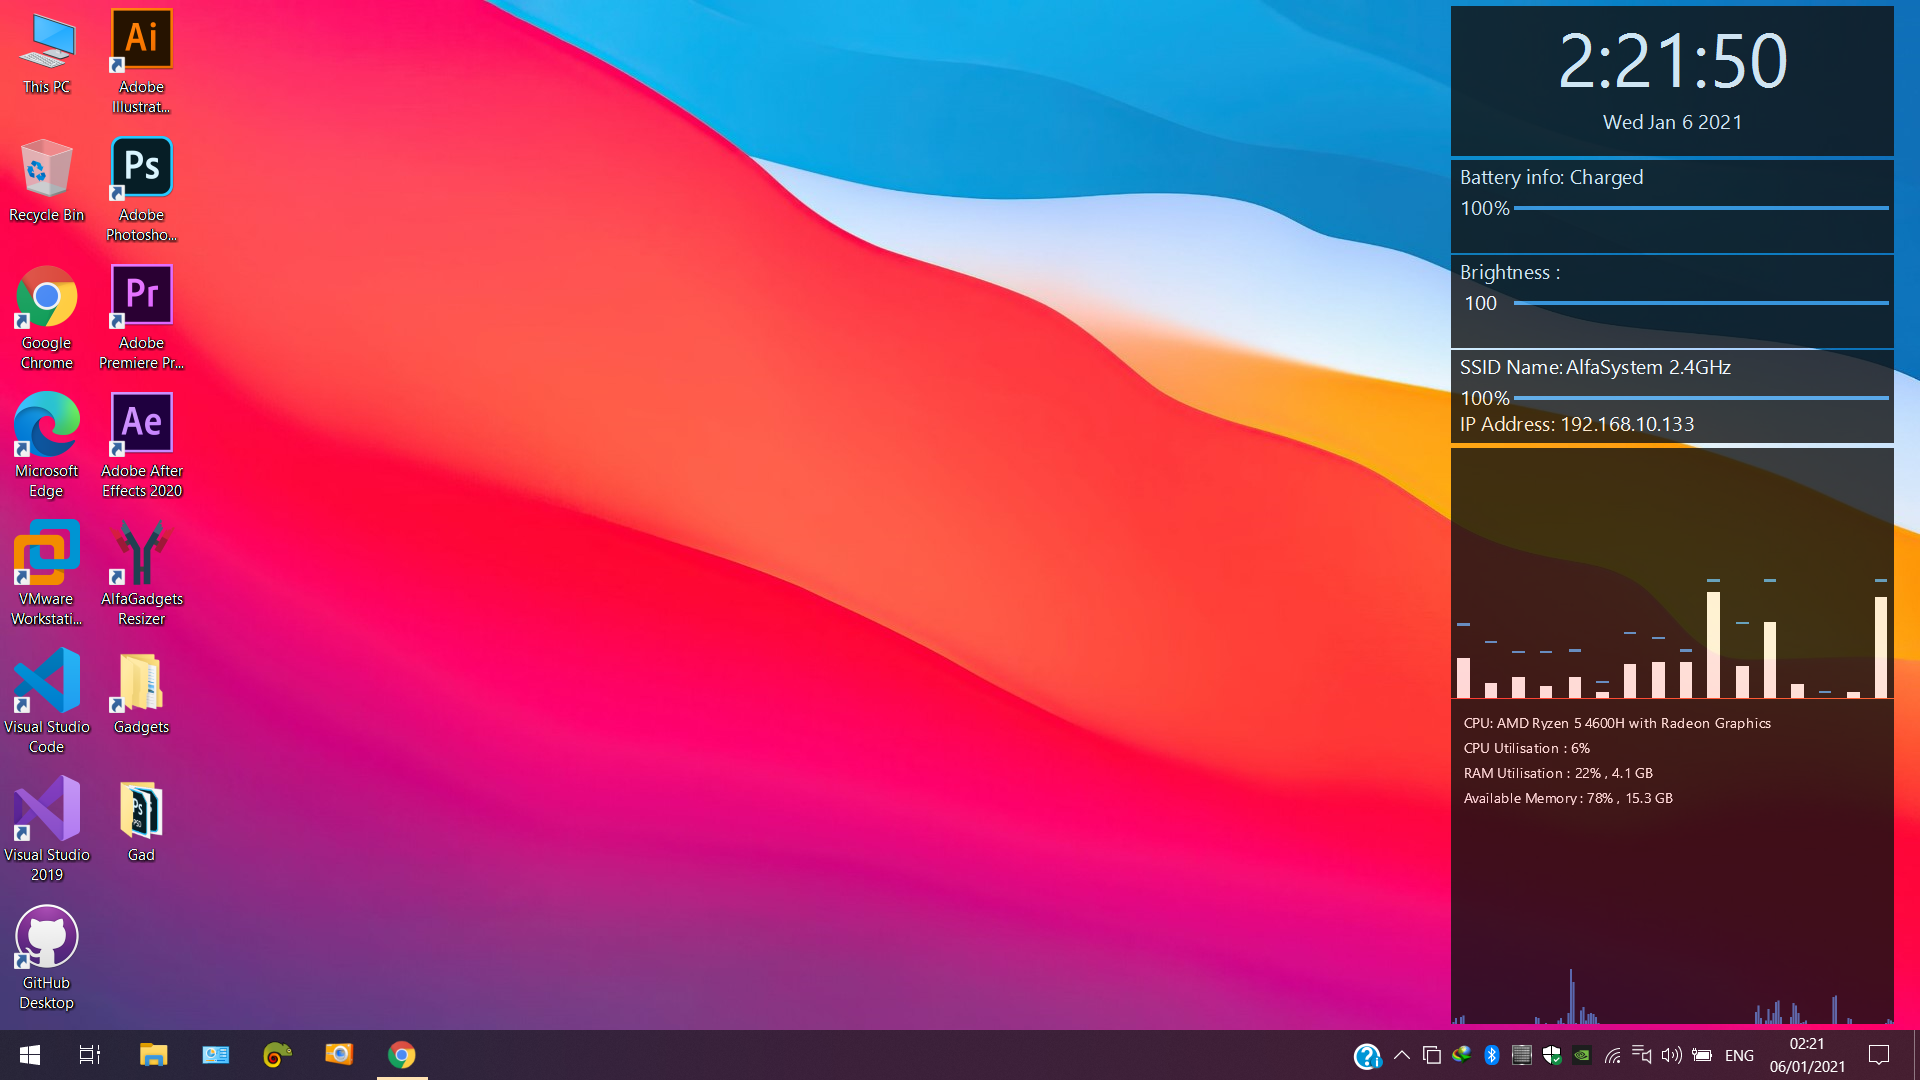 This PC
Ai
Adobe
Illustrat...
Recycle Bin
Ps
Adobe
Photosho...
Google
Chrome
Pr
Adobe
Premiere Pr...
Microsoft
Edge
Ae
Adobe After
Effects 2020
VMware
Workstati...
AlfaGadgets
Resizer
Visual Studio
Code
Gadgets
Visual Studio
2019
Ps
Gad
GitHub
Desktop
2:21:50
Wed Jan 6 2021
Battery info: Charged
100%
Brightness :
100
SSID Name: AlfaSystem 2.4GHz
100%
IP Address: 192.168.10.133
CPU: AMD Ryzen 5 4600H with Radeon Graphics
CPU Utilisation : 6%
RAM Utilisation : 22% , 4.1 GB
Available Memory : 78% , 15.3 GB
ENG
02:21
06/01/2021